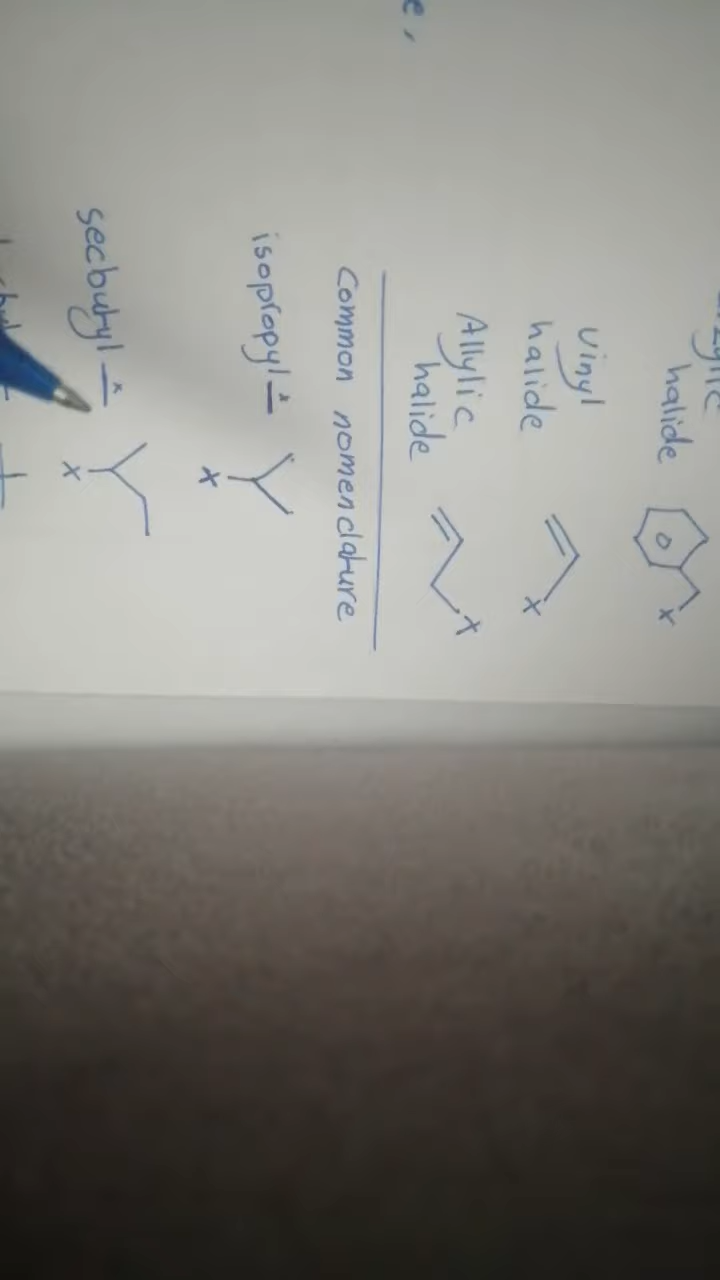 halide
x
vinyl
halide
x
Allylic
halide
x
Common nomenclature
isopropyl x
x
secbutyl x
x